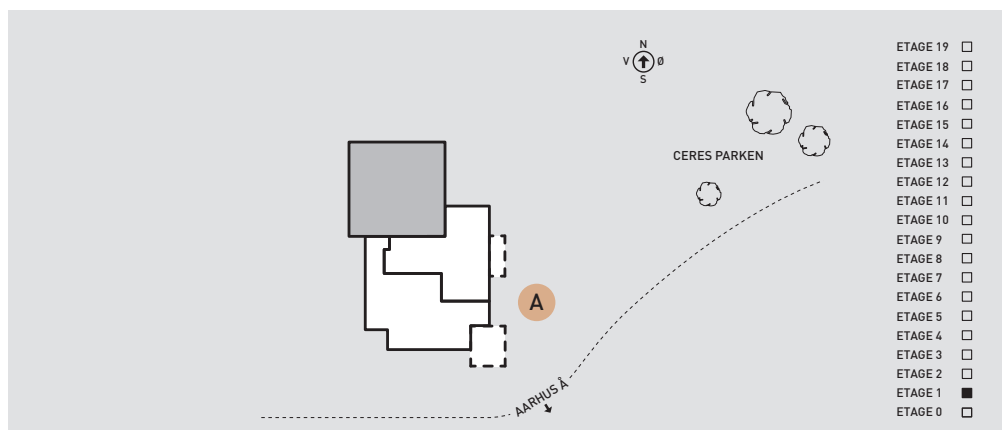 N
V Ø
S
CERES PARKEN
A
AARHUS Å
ETAGE 19
ETAGE 18
ETAGE 17
ETAGE 16
ETAGE 15
ETAGE 14
ETAGE 13
ETAGE 12
ETAGE 11
ETAGE 10
ETAGE 9
ETAGE 8
ETAGE 7
ETAGE 6
ETAGE 5
ETAGE 4
ETAGE 3
ETAGE 2
ETAGE 1
ETAGE 0